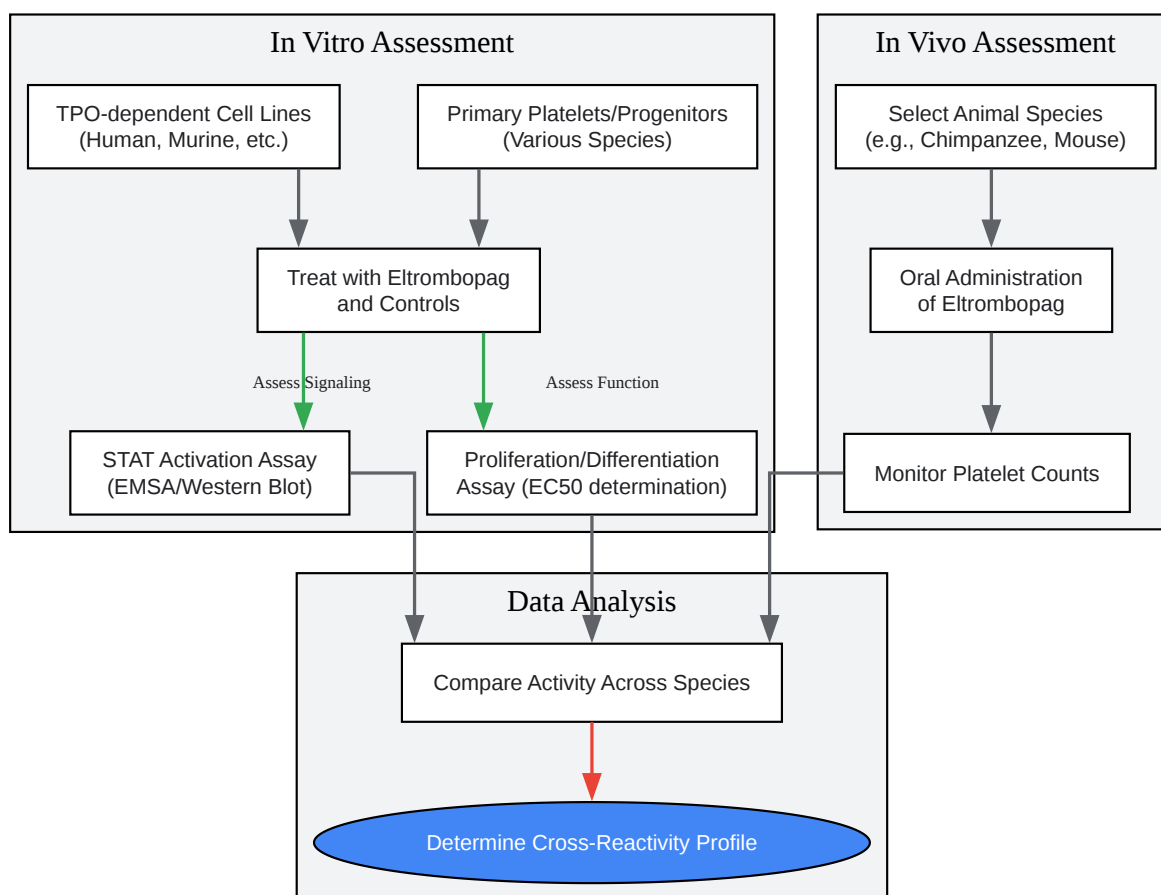 In Vitro Assessment
TPO-dependent Cell Lines
(Human, Murine, etc.)
Primary Platelets/Progenitors
(Various Species)
Treat with Eltrombopag
and Controls
Assess Signaling
Assess Function
STAT Activation Assay
(EMSA/Western Blot)
Proliferation/Differentiation
Assay (EC50 determination)
In Vivo Assessment
Select Animal Species
(e.g., Chimpanzee, Mouse)
Oral Administration
of Eltrombopag
Monitor Platelet Counts
Data Analysis
Compare Activity Across Species
Determine Cross-Reactivity Profile